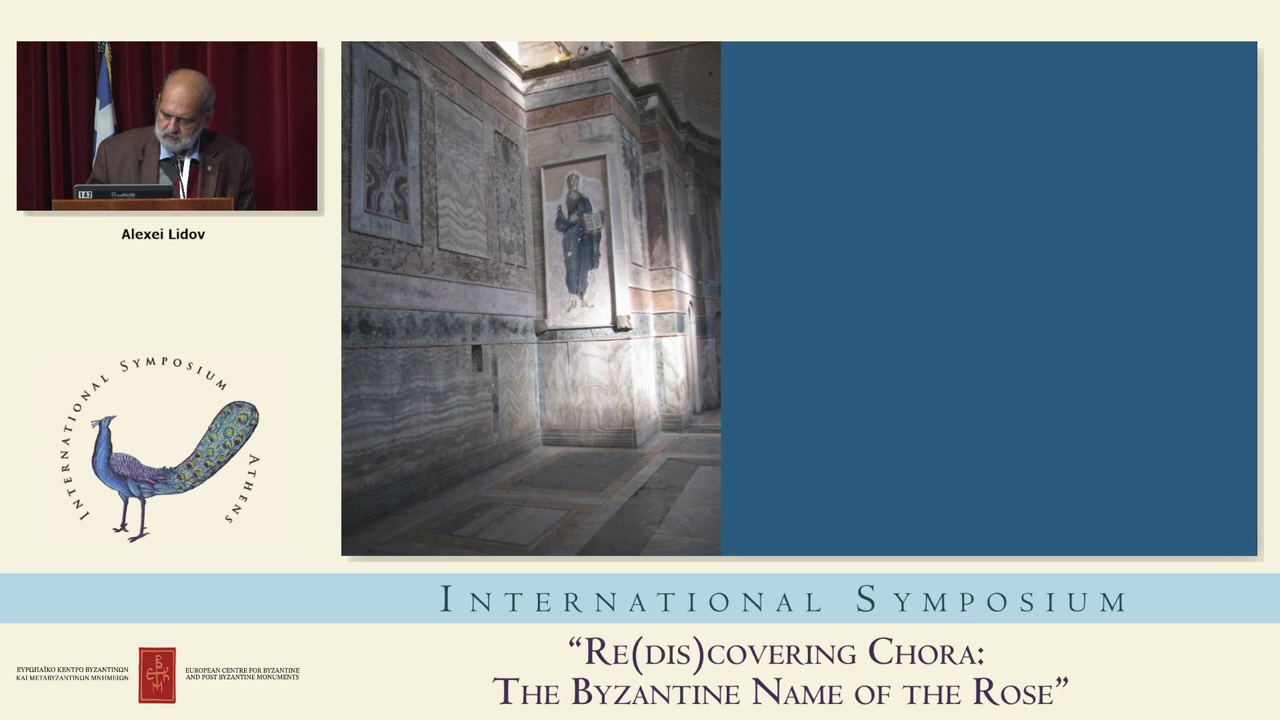 142
Alexei Lidov
International Symposium
Athens
International Symposium
“Re(dis)covering Chora:
The Byzantine Name of the Rose”
ΕΥΡΩΠΑΪΚΟ ΚΕΝΤΡΟ ΒΥΖΑΝΤΙΝΩΝ
ΚΑΙ ΜΕΤΑΒΥΖΑΝΤΙΝΩΝ ΜΝΗΜΕΙΩΝ
EUROPEAN CENTRE FOR BYZANTINE
AND POST BYZANTINE MONUMENTS